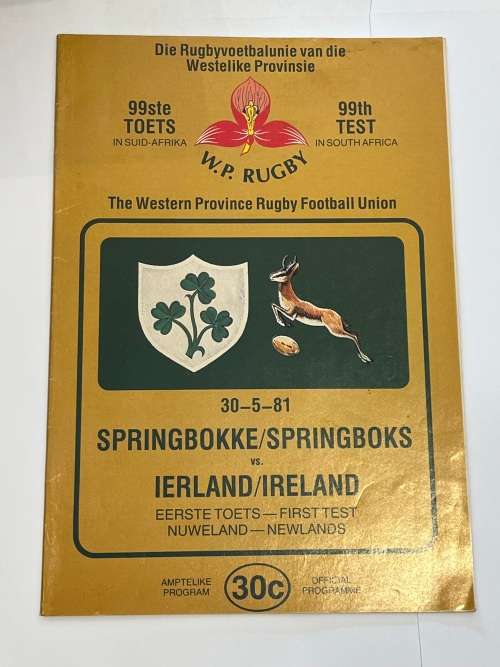 Die Rugbyvoetbalunie van die
Westelike Provinsie
99ste
TOETS
IN SUID-AFRIKA
99th
TEST
IN SOUTH AFRICA
W.P. RUGBY
The Western Province Rugby Football Union
30-5-81
SPRINGBOKKE/SPRINGBOKS
vs.
IERLAND/IRELAND
EERSTE TOETS—FIRST TEST
NUWELAND—NEWLANDS
AMPTELIKE
PROGRAM
30c
OFFICIAL
PROGRAMME